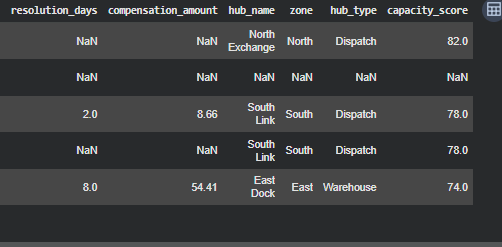 resolution_days compensation_amount hub_name zone hub_type capacity_score
NaN NaN North Exchange North Dispatch 82.0
NaN NaN NaN NaN NaN NaN
2.0 8.66 South Link South Dispatch 78.0
NaN NaN South Link South Dispatch 78.0
8.0 54.41 East Dock East Warehouse 74.0